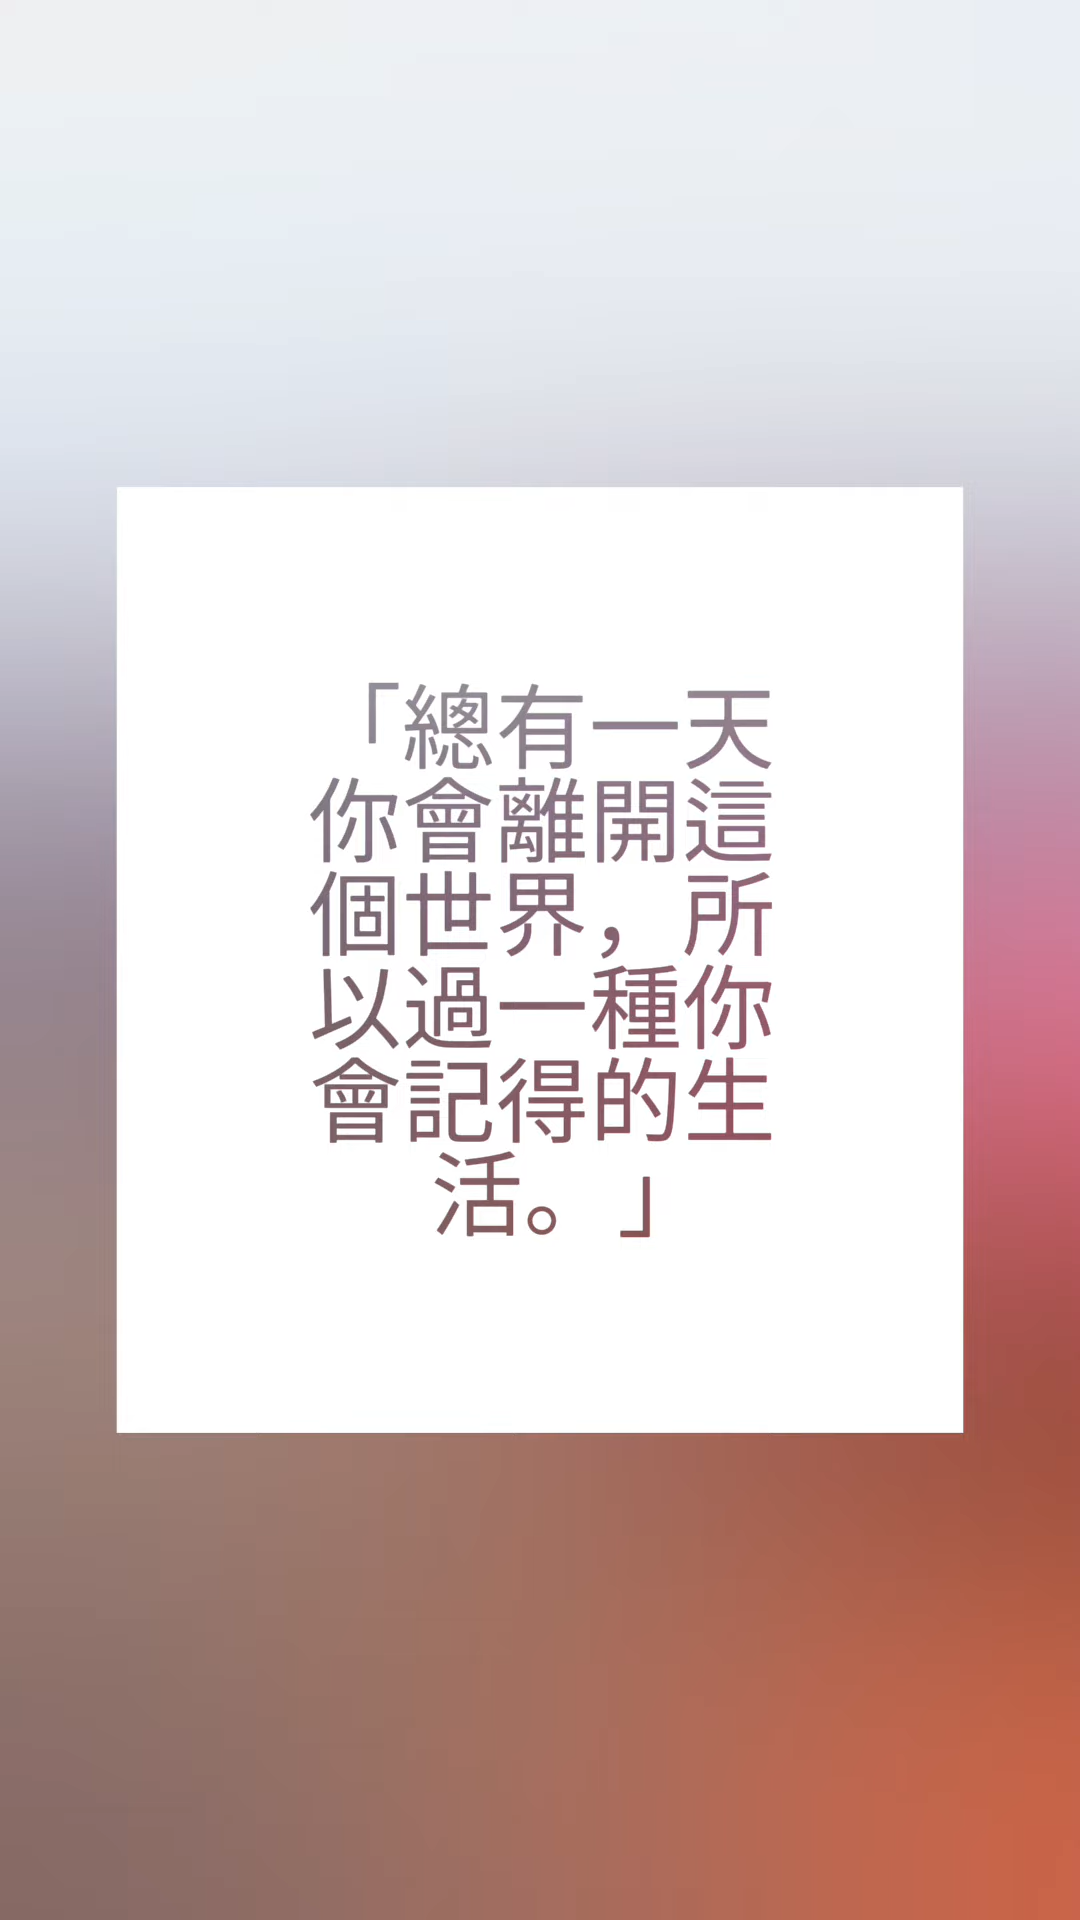 「總有一天
你會離開這
個世界，所
以過一種你
會記得的生
活。」